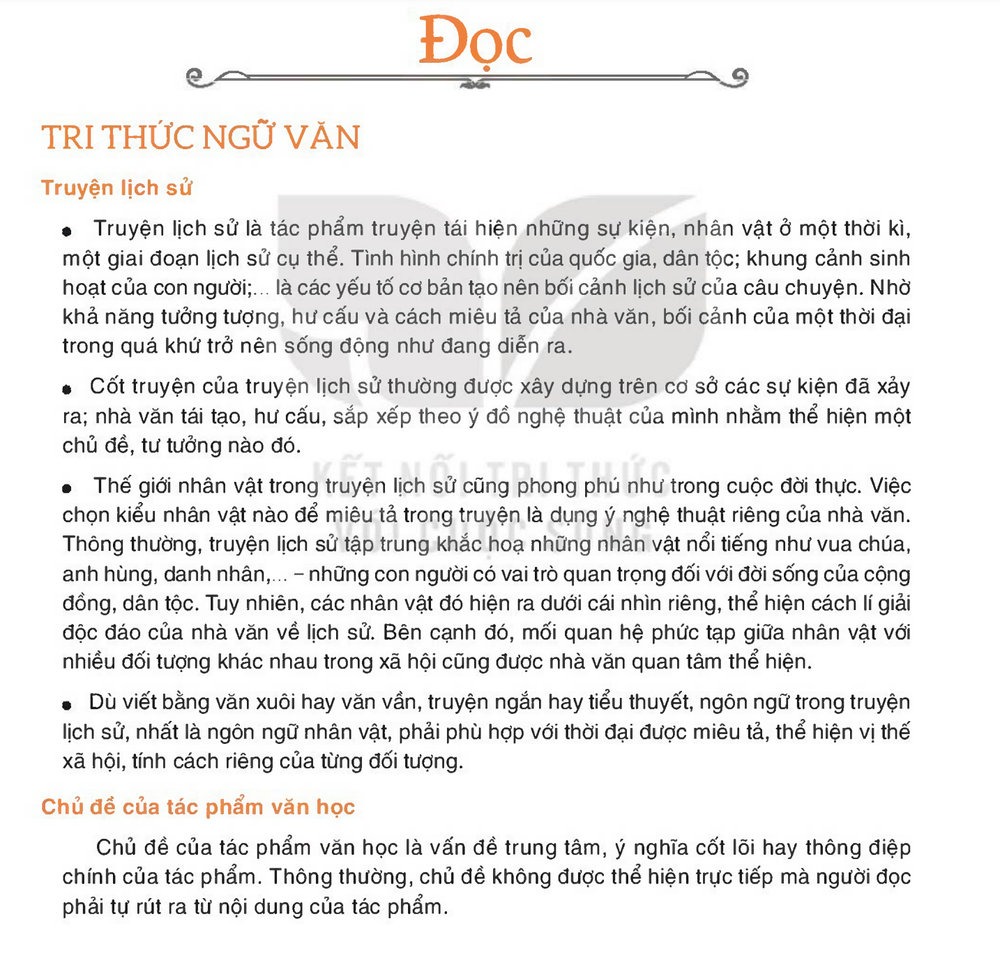 Đọc
TRI THỨC NGỮ VĂN
Truyện lịch sử
● Truyện lịch sử là tác phẩm truyện tái hiện những sự kiện, nhân vật ở một thời kì,
một giai đoạn lịch sử cụ thể. Tình hình chính trị của quốc gia, dân tộc; khung cảnh sinh
hoạt của con người;... là các yếu tố cơ bản tạo nên bối cảnh lịch sử của câu chuyện. Nhờ
khả năng tưởng tượng, hư cấu và cách miêu tả của nhà văn, bối cảnh của một thời đại
trong quá khứ trở nên sống động như đang diễn ra.
● Cốt truyện của truyện lịch sử thường được xây dựng trên cơ sở các sự kiện đã xảy
ra; nhà văn tái tạo, hư cấu, sắp xếp theo ý đồ nghệ thuật của mình nhằm thể hiện một
chủ đề, tư tưởng nào đó.
KẾT NỐI TRI THỨC
● Thế giới nhân vật trong truyện lịch sử cũng phong phú như trong cuộc đời thực. Việc
chọn kiểu nhân vật nào để miêu tả trong truyện là dụng ý nghệ thuật riêng của nhà văn.
VỚI CUỘC SỐNG
Thông thường, truyện lịch sử tập trung khắc hoạ những nhân vật nổi tiếng như vua chúa,
anh hùng, danh nhân,... – những con người có vai trò quan trọng đối với đời sống của cộng
đồng, dân tộc. Tuy nhiên, các nhân vật đó hiện ra dưới cái nhìn riêng, thể hiện cách lí giải
độc đáo của nhà văn về lịch sử. Bên cạnh đó, mối quan hệ phức tạp giữa nhân vật với
nhiều đối tượng khác nhau trong xã hội cũng được nhà văn quan tâm thể hiện.
● Dù viết bằng văn xuôi hay văn vần, truyện ngắn hay tiểu thuyết, ngôn ngữ trong truyện
lịch sử, nhất là ngôn ngữ nhân vật, phải phù hợp với thời đại được miêu tả, thể hiện vị thế
xã hội, tính cách riêng của từng đối tượng.
Chủ đề của tác phẩm văn học
Chủ đề của tác phẩm văn học là vấn đề trung tâm, ý nghĩa cốt lõi hay thông điệp
chính của tác phẩm. Thông thường, chủ đề không được thể hiện trực tiếp mà người đọc
phải tự rút ra từ nội dung của tác phẩm.